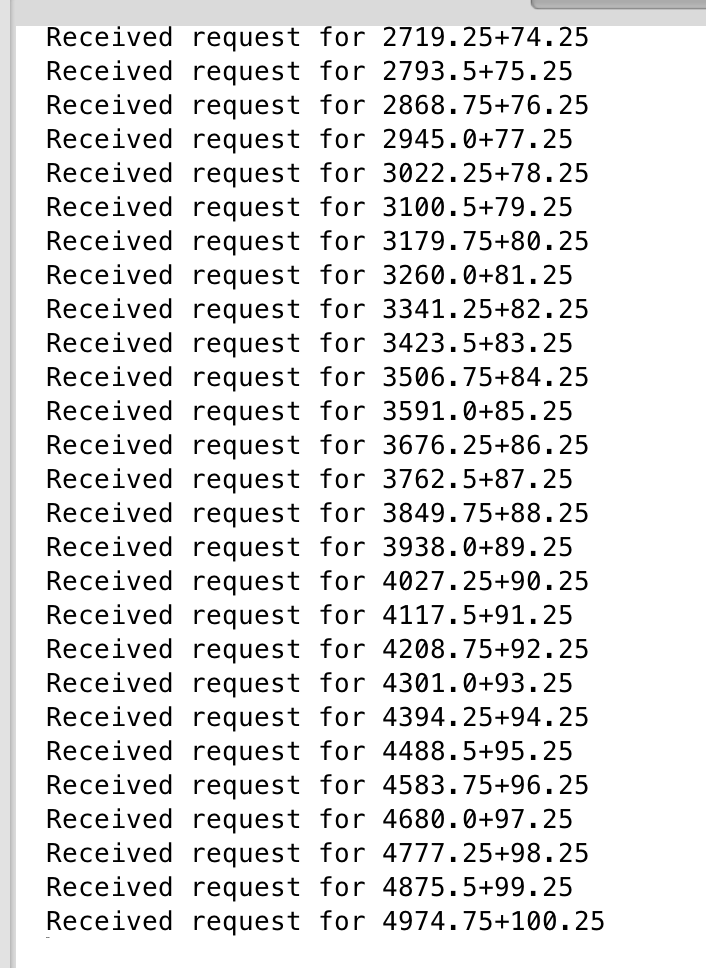 Received request for 2719.25+74.25
Received request for 2793.5+75.25
Received request for 2868.75+76.25
Received request for 2945.0+77.25
Received request for 3022.25+78.25
Received request for 3100.5+79.25
Received request for 3179.75+80.25
Received request for 3260.0+81.25
Received request for 3341.25+82.25
Received request for 3423.5+83.25
Received request for 3506.75+84.25
Received request for 3591.0+85.25
Received request for 3676.25+86.25
Received request for 3762.5+87.25
Received request for 3849.75+88.25
Received request for 3938.0+89.25
Received request for 4027.25+90.25
Received request for 4117.5+91.25
Received request for 4208.75+92.25
Received request for 4301.0+93.25
Received request for 4394.25+94.25
Received request for 4488.5+95.25
Received request for 4583.75+96.25
Received request for 4680.0+97.25
Received request for 4777.25+98.25
Received request for 4875.5+99.25
Received request for 4974.75+100.25